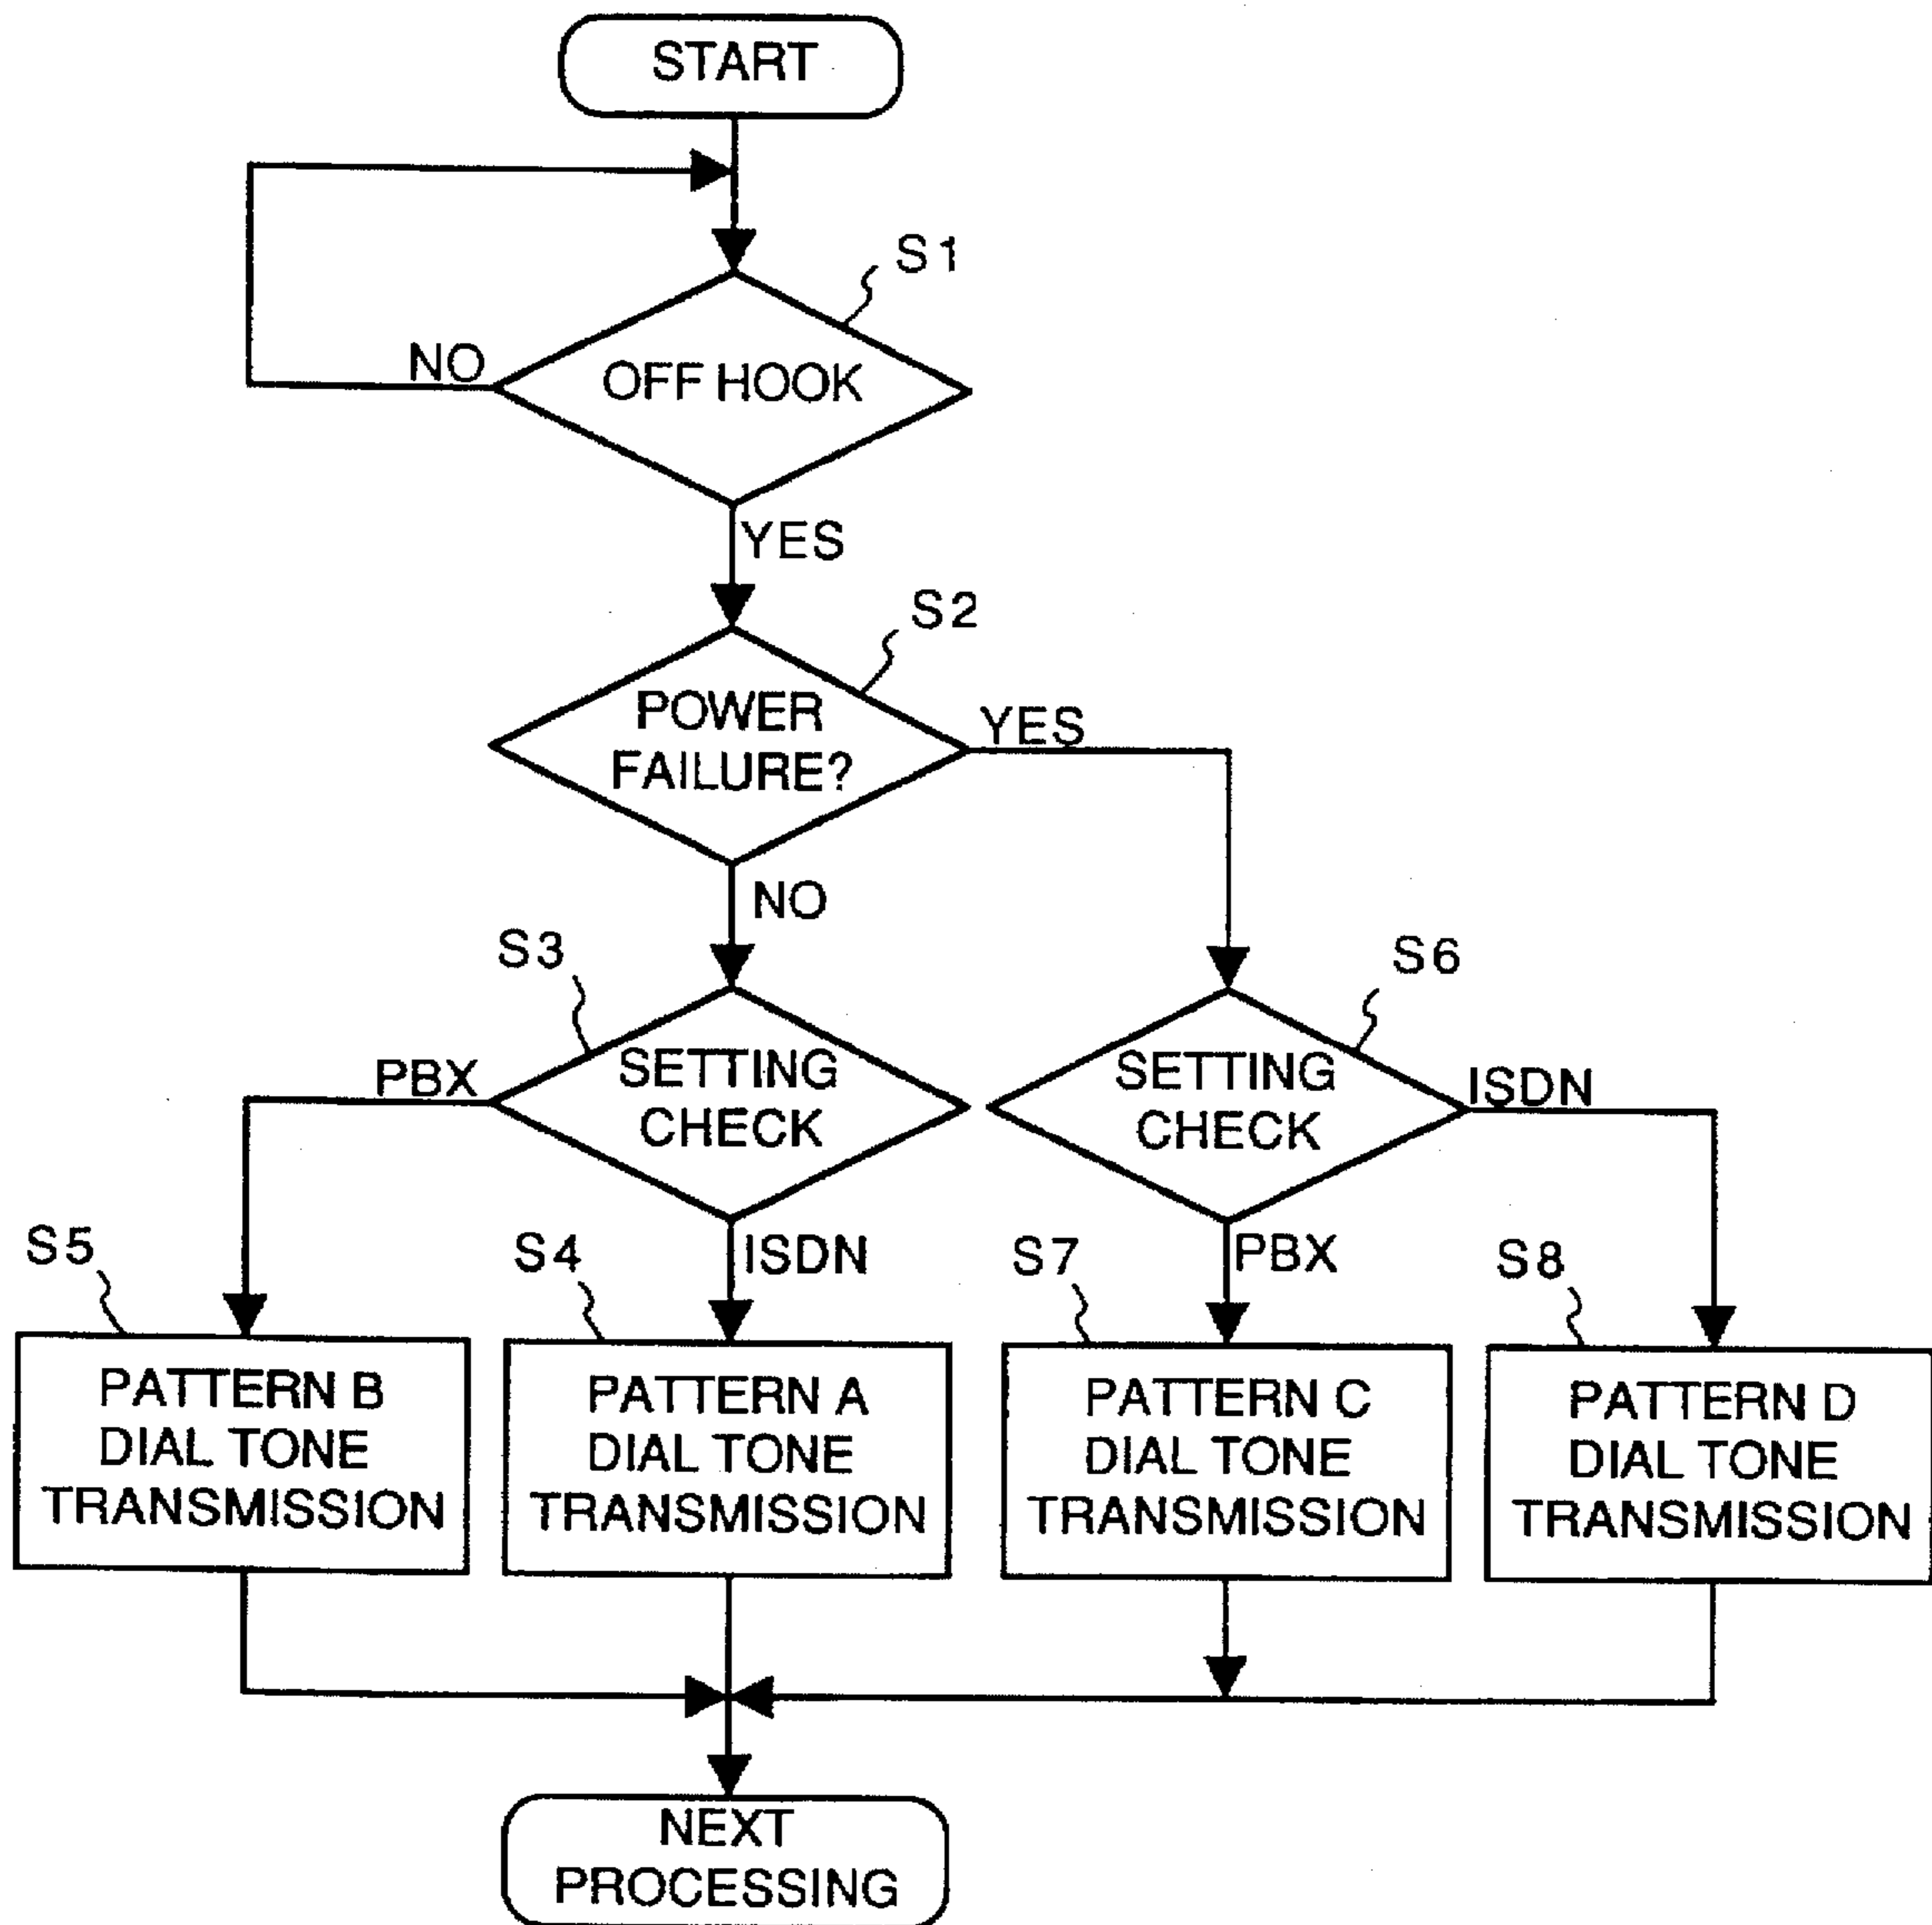 START
S1
NO
OFF HOOK
YES
S2
POWER
FAILURE?
YES
NO
S3
S6
PBX
SETTING
CHECK
SETTING
CHECK
ISDN
S5
S4
ISDN
S7
PBX
S8
PATTERN B
DIAL TONE
TRANSMISSION
PATTERN A
DIAL TONE
TRANSMISSION
PATTERN C
DIAL TONE
TRANSMISSION
PATTERN D
DIAL TONE
TRANSMISSION
NEXT
PROCESSING